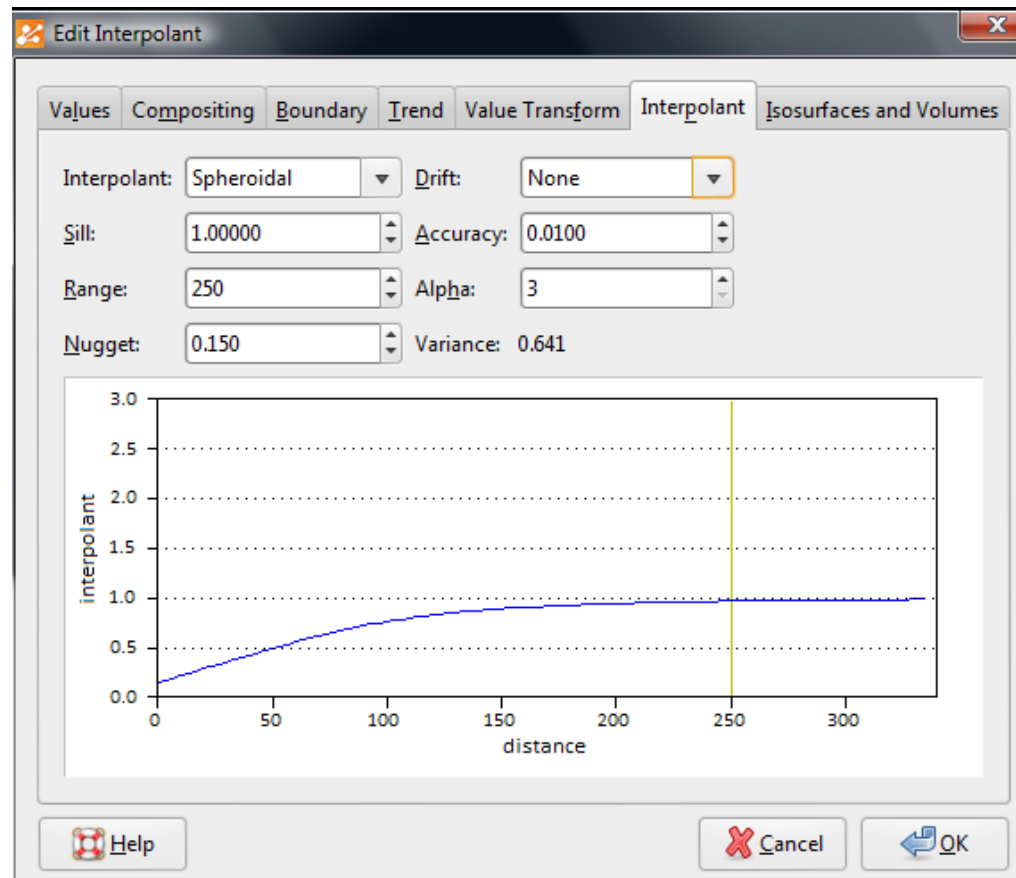 Edit Interpolant
Values Compositing Boundary Trend Value Transform Interpolant Isosurfaces and Volumes
Interpolant: Spheroidal Drift: None
Sill: 1.00000 Accuracy: 0.0100
Range: 250 Alpha: 3
Nugget: 0.150 Variance: 0.641
3.0
2.5
2.0
1.5
1.0
0.5
0.0
interpolant
0 50 100 150 200 250 300
distance
Help Cancel OK